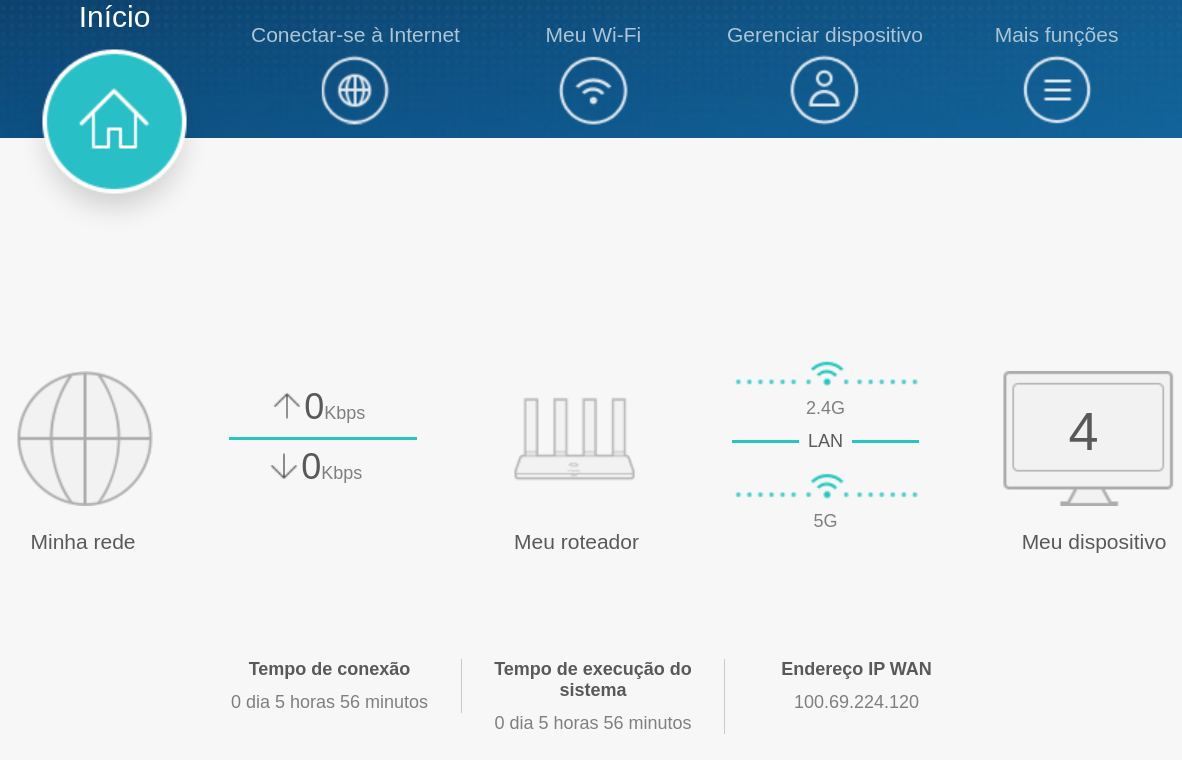 Início
Conectar-se à Internet
Meu Wi-Fi
Gerenciar dispositivo
Mais funções
0Kbps
0Kbps
2.4G
LAN
5G
4
Minha rede
Meu roteador
Meu dispositivo
Tempo de conexão
0 dia 5 horas 56 minutos
Tempo de execução do
sistema
0 dia 5 horas 56 minutos
Endereço IP WAN
100.69.224.120